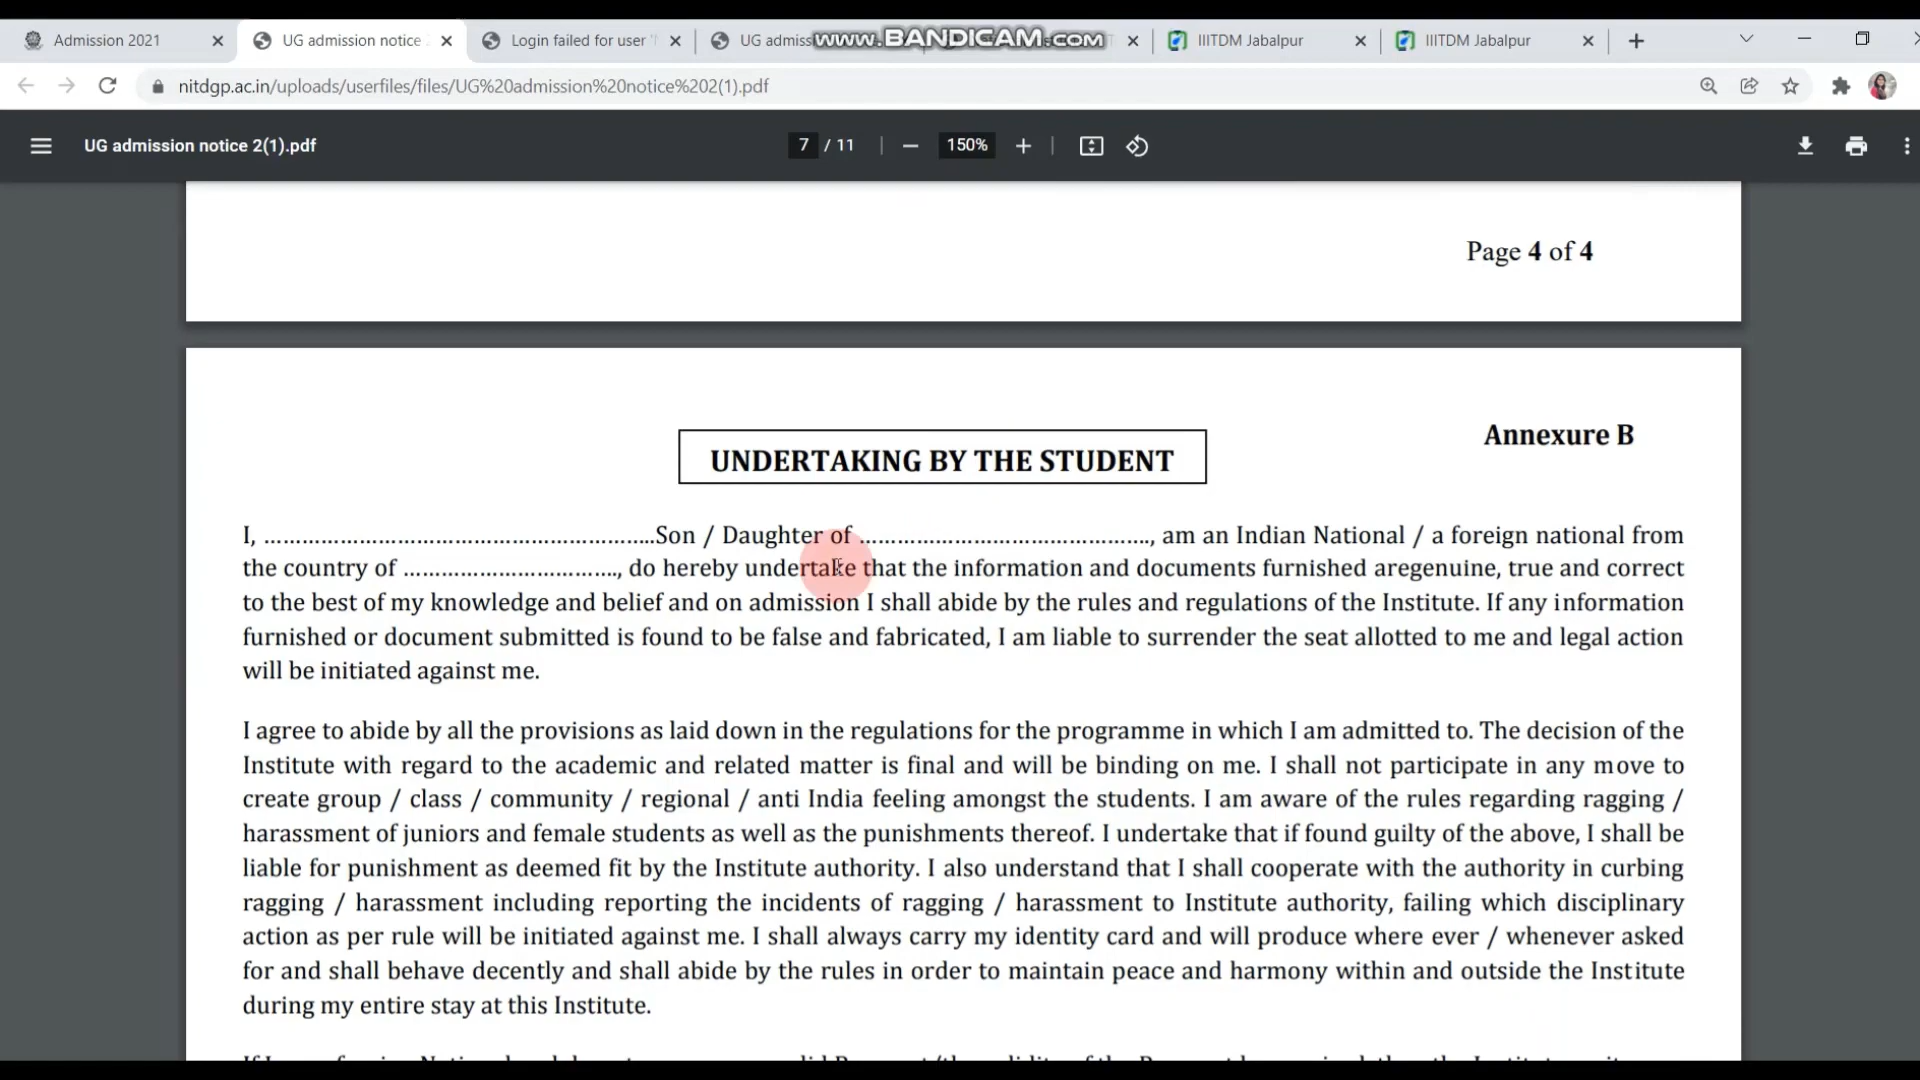 Admission 2021
UG admission notice
Login failed for user '
UG admiss
www.BANDICAM.com
IIITDM Jabalpur
IIITDM Jabalpur
nitdgp.ac.in/uploads/userfiles/files/UG%20admission%20notice%202(1).pdf
UG admission notice 2(1).pdf
7 / 11
150%
Page 4 of 4
Annexure B
UNDERTAKING BY THE STUDENT
I, ……………………………………………………..Son / Daughter of ………………………………………., am an Indian National / a foreign national from
the country of ……………………………., do hereby undertake that the information and documents furnished aregenuine, true and correct
to the best of my knowledge and belief and on admission I shall abide by the rules and regulations of the Institute. If any information
furnished or document submitted is found to be false and fabricated, I am liable to surrender the seat allotted to me and legal action
will be initiated against me.
I agree to abide by all the provisions as laid down in the regulations for the programme in which I am admitted to. The decision of the
Institute with regard to the academic and related matter is final and will be binding on me. I shall not participate in any move to
create group / class / community / regional / anti India feeling amongst the students. I am aware of the rules regarding ragging /
harassment of juniors and female students as well as the punishments thereof. I undertake that if found guilty of the above, I shall be
liable for punishment as deemed fit by the Institute authority. I also understand that I shall cooperate with the authority in curbing
ragging / harassment including reporting the incidents of ragging / harassment to Institute authority, failing which disciplinary
action as per rule will be initiated against me. I shall always carry my identity card and will produce where ever / whenever asked
for and shall behave decently and shall abide by the rules in order to maintain peace and harmony within and outside the Institute
during my entire stay at this Institute.